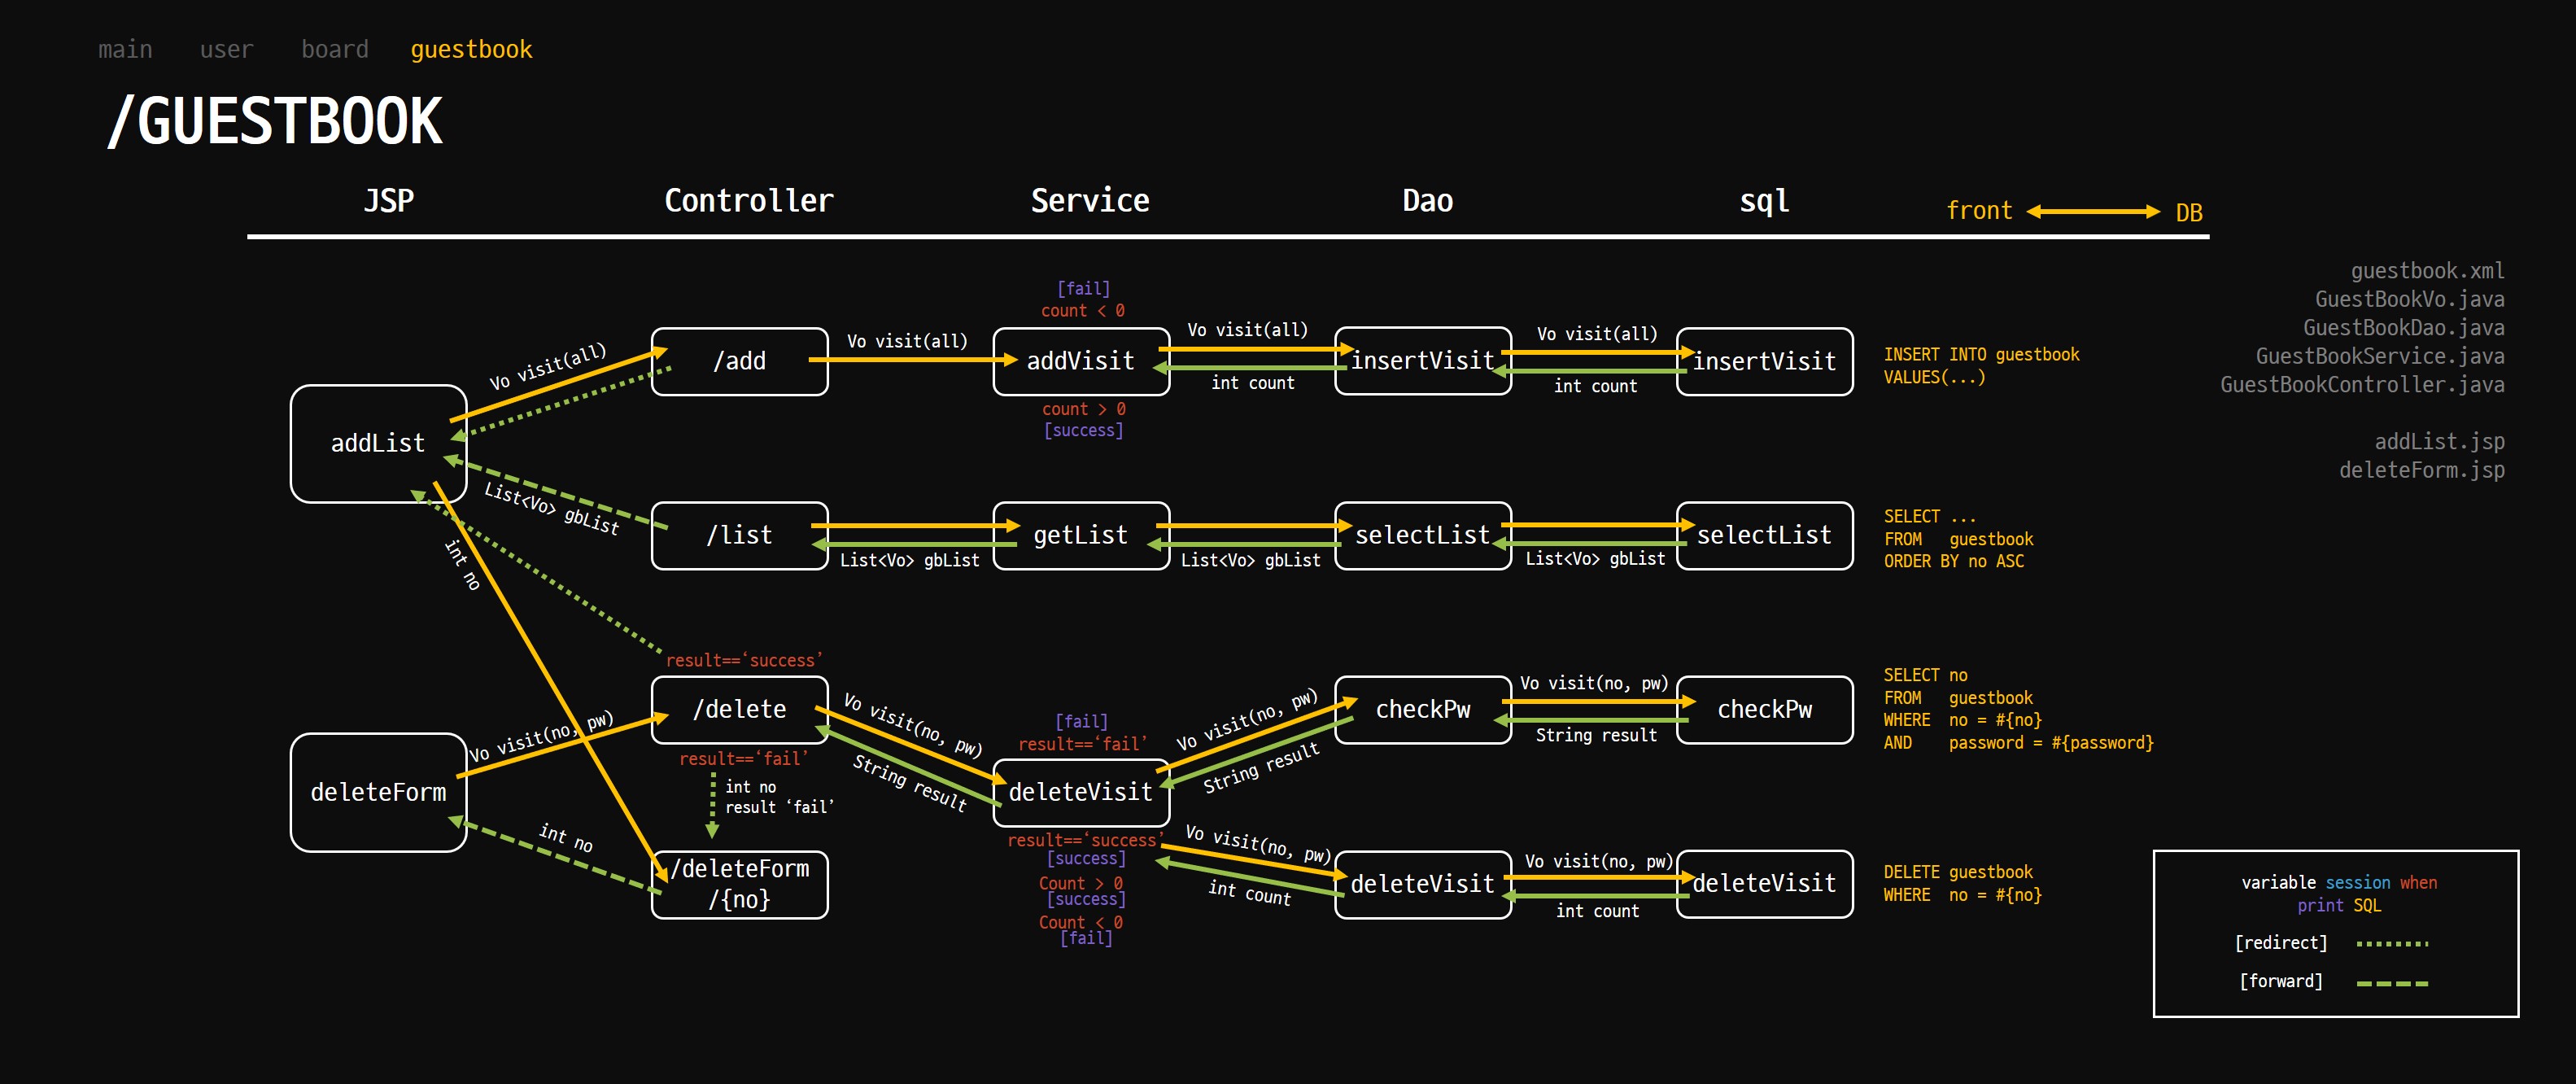 main user board guestbook
/GUESTBOOK
JSP Controller Service Dao sql front DB
guestbook.xml
GuestBookVo.java
GuestBookDao.java
GuestBookService.java
GuestBookController.java
addList.jsp
deleteForm.jsp
[fail]
count < 0
addList
Vo visit(all)
/add
Vo visit(all)
addVisit
Vo visit(all)
int count
insertVisit
Vo visit(all)
int count
insertVisit
INSERT INTO guestbook
VALUES(...)
count > 0
[success]
List<Vo> gbList
/list
List<Vo> gbList
getList
List<Vo> gbList
selectList
List<Vo> gbList
selectList
SELECT ...
FROM guestbook
ORDER BY no ASC
int no
result==‘success’
deleteForm
Vo visit(no, pw)
/delete
Vo visit(no, pw)
String result
result==‘fail’
int no
result ‘fail’
int no
/deleteForm
/{no}
[fail]
result==‘fail’
deleteVisit
Vo visit(no, pw)
String result
checkPw
Vo visit(no, pw)
String result
checkPw
SELECT no
FROM guestbook
WHERE no = #{no}
AND password = #{password}
result==‘success’
[success]
Count > 0
[success]
Count < 0
[fail]
Vo visit(no, pw)
int count
deleteVisit
Vo visit(no, pw)
int count
deleteVisit
DELETE guestbook
WHERE no = #{no}
variable session when
print SQL
[redirect]
[forward]